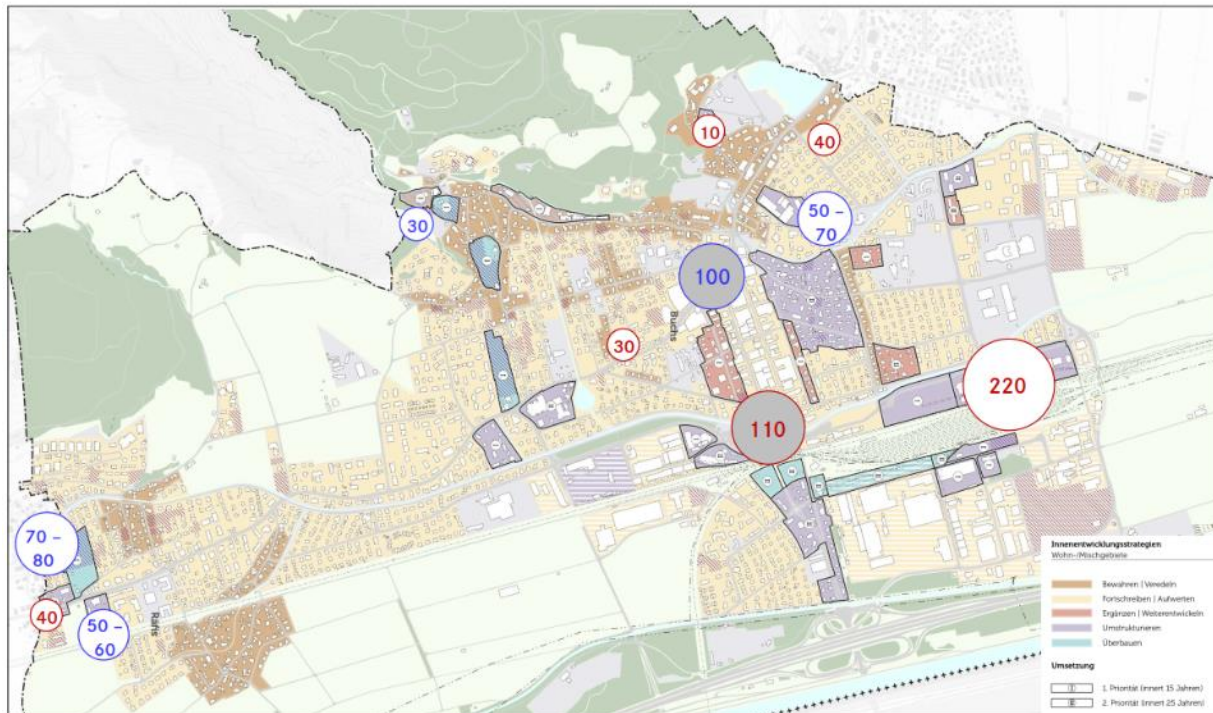 10
40
30
50 –
70
100
30
Buchs
220
110
70 –
80
40
50 –
60
Räfis
Innenentwicklungsstrategien
Wohn-/Mischgebiete
Bewahren | Veredeln
Fortschreiben | Aufwerten
Ergänzen | Weiterentwickeln
Umstrukturieren
Überbauen
Umsetzung
I 1. Priorität (innert 15 Jahren)
II 2. Priorität (innert 25 Jahren)